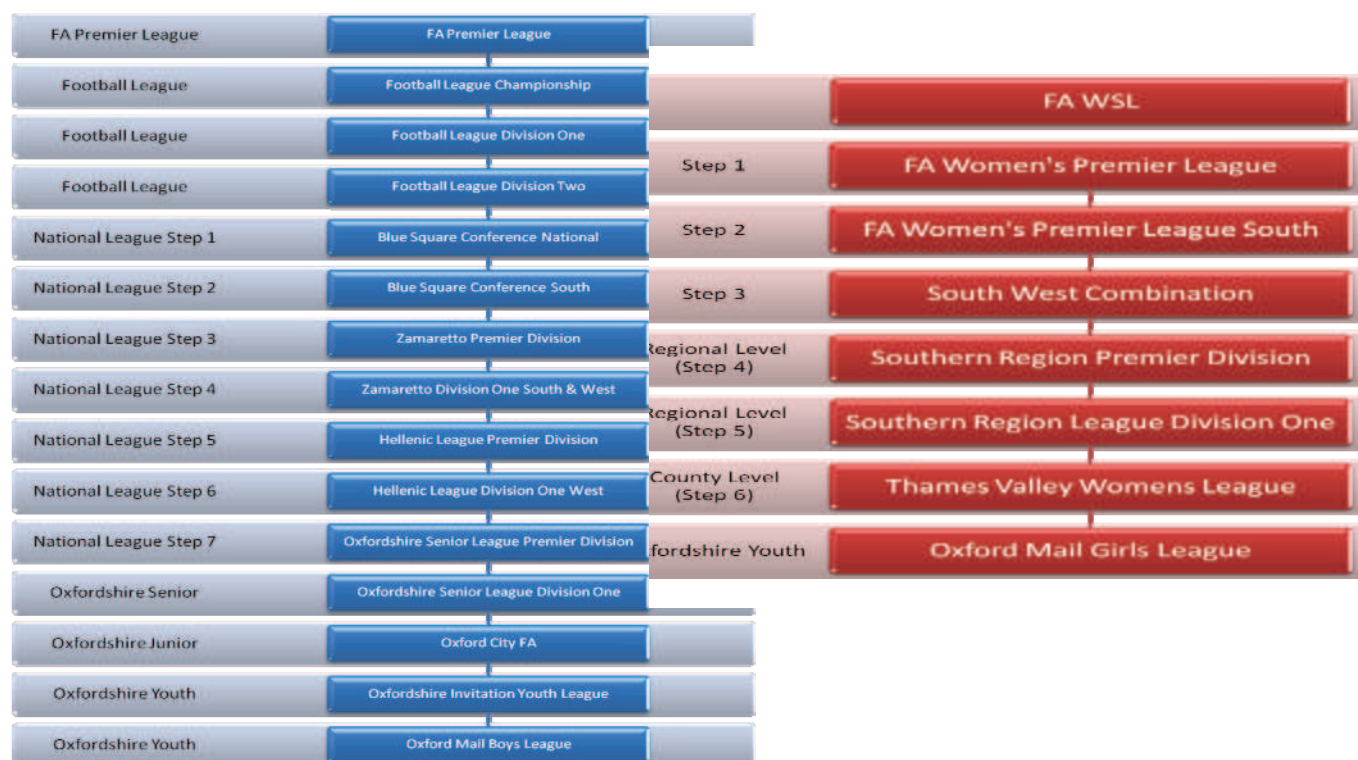 FA Premier League
FA Premier League
Football League
Football League Championship
Football League
Football League Division One
Football League
Football League Division Two
National League Step 1
Blue Square Conference National
National League Step 2
Blue Square Conference South
National League Step 3
Zamaretto Premier Division
National League Step 4
Zamaretto Division One South & West
National League Step 5
Hellenic League Premier Division
National League Step 6
Hellenic League Division One West
National League Step 7
Oxfordshire Senior League Premier Division
Oxfordshire Senior
Oxfordshire Senior League Division One
Oxfordshire Junior
Oxford City FA
Oxfordshire Youth
Oxfordshire Invitation Youth League
Oxfordshire Youth
Oxford Mail Boys League
FA WSL
Step 1
FA Women's Premier League
Step 2
FA Women's Premier League South
Step 3
South West Combination
Regional Level
(Step 4)
Southern Region Premier Division
Regional Level
(Step 5)
Southern Region League Division One
County Level
(Step 6)
Thames Valley Womens League
fordshire Youth
Oxford Mail Girls League